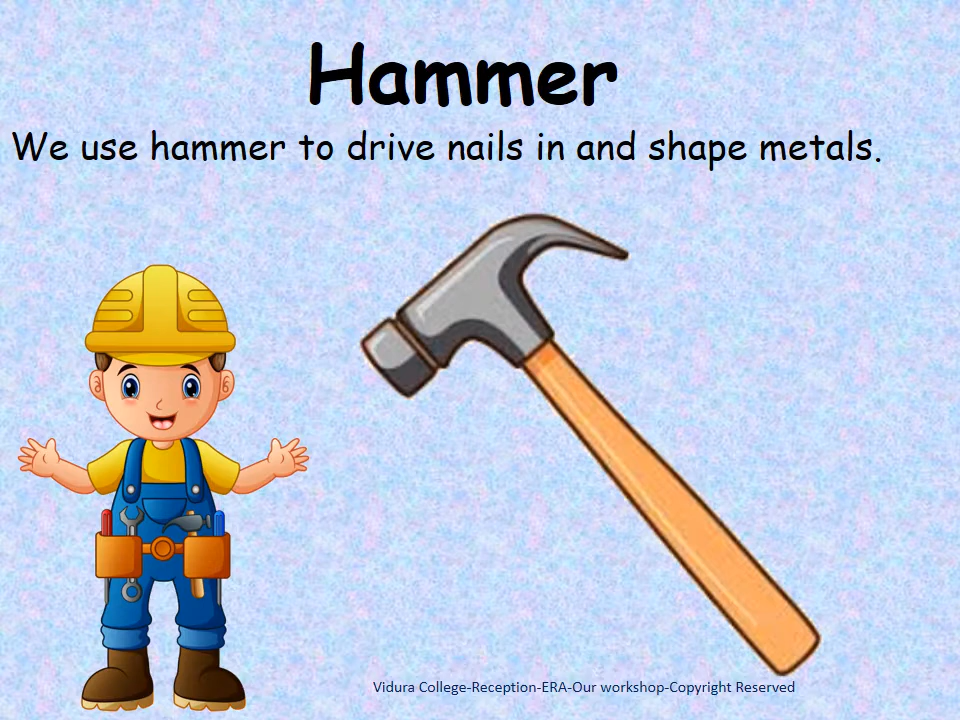 Hammer
We use hammer to drive nails in and shape metals.
Vidura College-Reception-ERA-Our workshop-Copyright Reserved